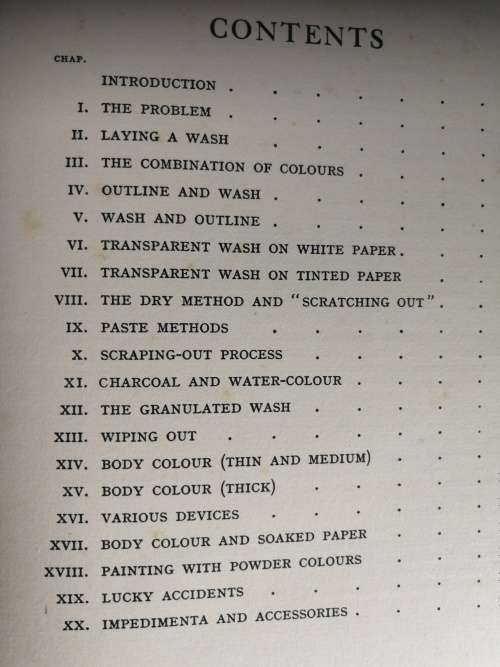 CONTENTS
CHAP.
INTRODUCTION . . . . . .
I. THE PROBLEM . . . . . .
II. LAYING A WASH . . . . .
III. THE COMBINATION OF COLOURS . . . .
IV. OUTLINE AND WASH . . . . .
V. WASH AND OUTLINE . . . . .
VI. TRANSPARENT WASH ON WHITE PAPER . . .
VII. TRANSPARENT WASH ON TINTED PAPER . .
VIII. THE DRY METHOD AND "SCRATCHING OUT" . .
IX. PASTE METHODS . . . . .
X. SCRAPING-OUT PROCESS . . . .
XI. CHARCOAL AND WATER-COLOUR . . . .
XII. THE GRANULATED WASH . . . .
XIII. WIPING OUT . . . . . .
XIV. BODY COLOUR (THIN AND MEDIUM) . . .
XV. BODY COLOUR (THICK) . . . .
XVI. VARIOUS DEVICES . . . . .
XVII. BODY COLOUR AND SOAKED PAPER . . .
XVIII. PAINTING WITH POWDER COLOURS . . .
XIX. LUCKY ACCIDENTS . . . . .
XX. IMPEDIMENTA AND ACCESSORIES . . . .